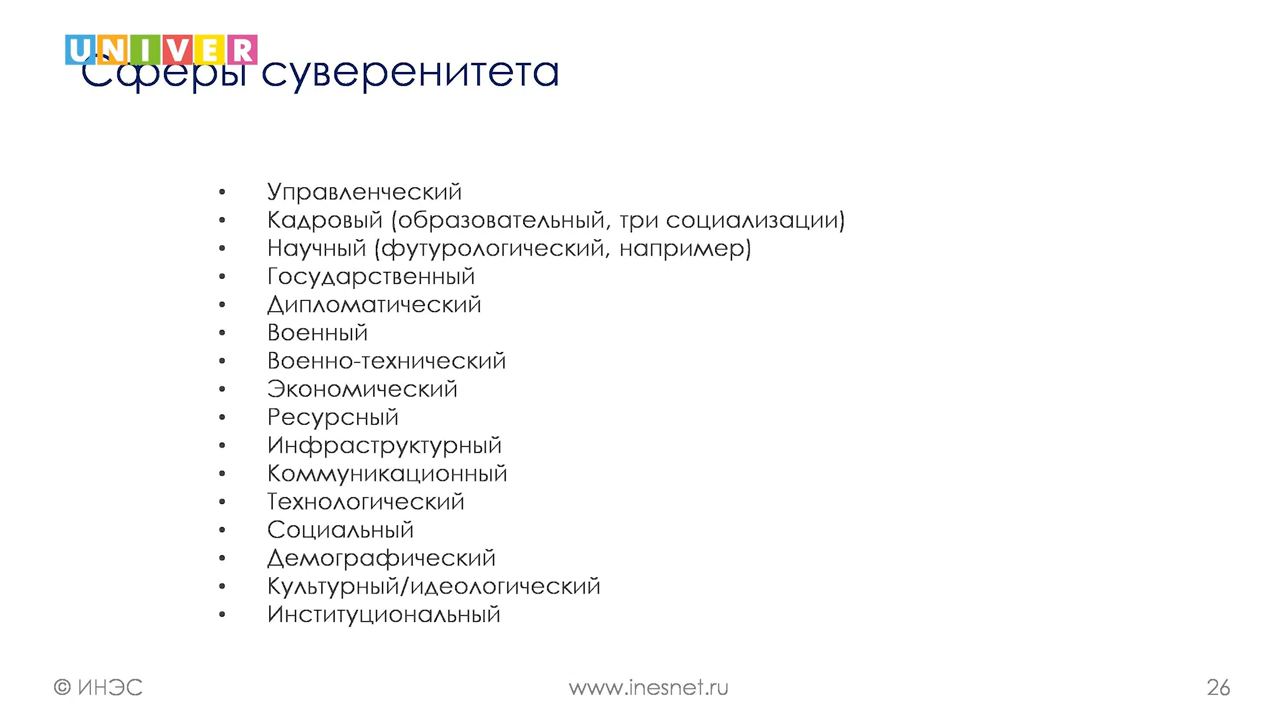 UNIVER
Сферы суверенитета
• Управленческий
• Кадровый (образовательный, три социализации)
• Научный (футурологический, например)
• Государственный
• Дипломатический
• Военный
• Военно-технический
• Экономический
• Ресурсный
• Инфраструктурный
• Коммуникационный
• Технологический
• Социальный
• Демографический
• Культурный/идеологический
• Институциональный
© ИНЭС
www.inesnet.ru
26